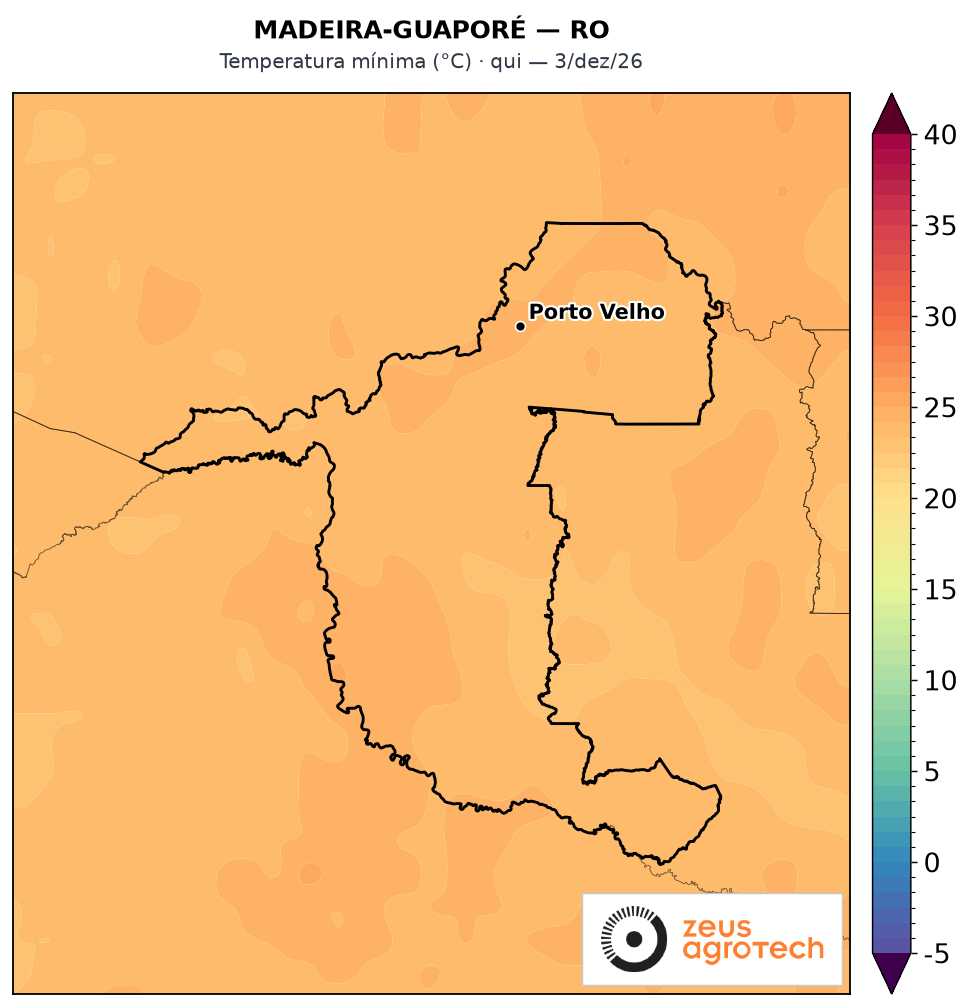 MADEIRA-GUAPORÉ — RO
Temperatura mínima (°C) · qui — 3/dez/26
40
35
30
25
20
15
10
5
0
-5
Porto Velho
zeus
agrotech